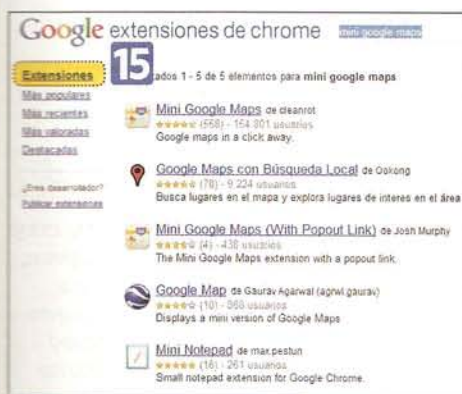 Google extensiones de chrome mini google maps
Extensiones
15
ados 1 - 5 de 5 elementos para mini google maps
Más populares
Más recientes
Más valoradas
Destacadas
¿Eres desarrollador?
Publicar extensiones
Mini Google Maps de cleanrot
(568) - 154.801 usuarios
Google maps in a click away.
Google Maps con Búsqueda Local de Ookong
(78) - 9.224 usuarios
Busca lugares en el mapa y explora lugares de interes en el área
Mini Google Maps (With Popout Link) de Josh Murphy
(4) - 438 usuarios
The Mini Google Maps extension with a popout link.
Google Map de Gaurav Agarwal (agrwl.gaurav)
(10) - 968 usuarios
Displays a mini version of Google Maps
Mini Notepad de max.pestun
(16) - 261 usuarios
Small notepad extension for Google Chrome.